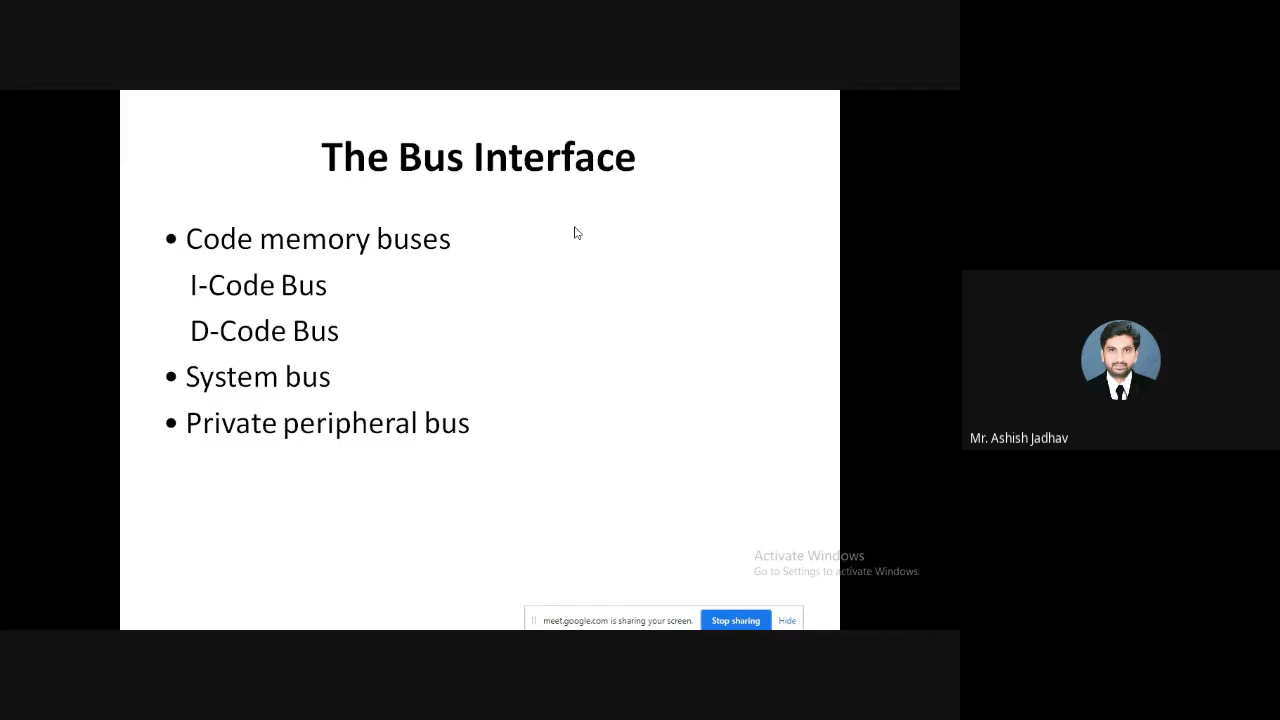 The Bus Interface
• Code memory buses
I-Code Bus
D-Code Bus
• System bus
• Private peripheral bus
Mr. Ashish Jadhav
Activate Windows
Go to Settings to activate Windows.
meet.google.com is sharing your screen. Stop sharing Hide